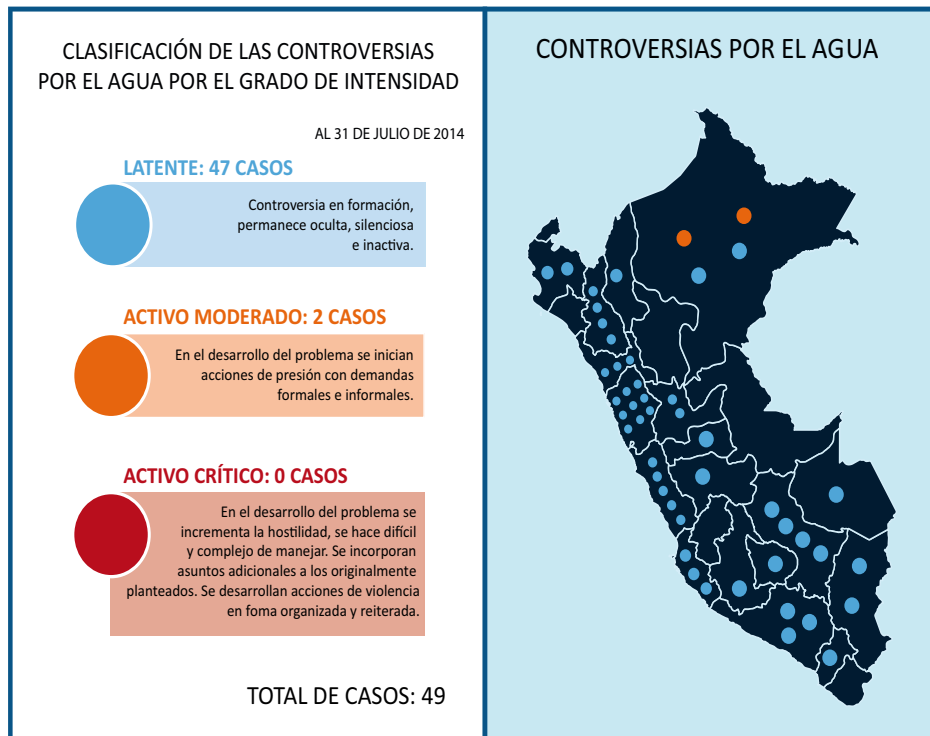 CLASIFICACIÓN DE LAS CONTROVERSIAS
POR EL AGUA POR EL GRADO DE INTENSIDAD
AL 31 DE JULIO DE 2014
LATENTE: 47 CASOS
Controversia en formación,
permanece oculta, silenciosa
e inactiva.
ACTIVO MODERADO: 2 CASOS
En el desarrollo del problema se inician
acciones de presión con demandas
formales e informales.
ACTIVO CRÍTICO: 0 CASOS
En el desarrollo del problema se
incrementa la hostilidad, se hace difícil
y complejo de manejar. Se incorporan
asuntos adicionales a los originalmente
planteados. Se desarrollan acciones de violencia
en foma organizada y reiterada.
TOTAL DE CASOS: 49
CONTROVERSIAS POR EL AGUA